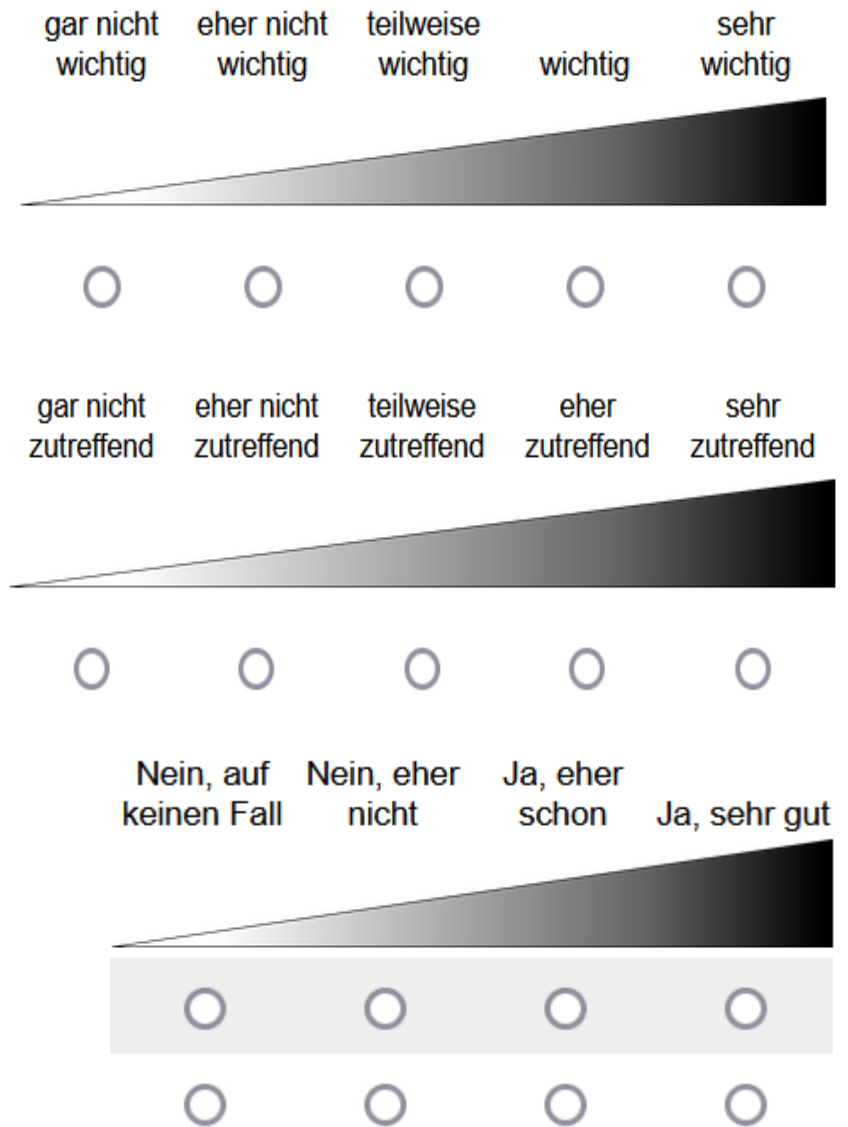 gar nicht eher nicht teilweise sehr
wichtig wichtig wichtig wichtig wichtig
gar nicht eher nicht teilweise eher sehr
zutreffend zutreffend zutreffend zutreffend zutreffend
Nein, auf Nein, eher Ja, eher
keinen Fall nicht schon Ja, sehr gut